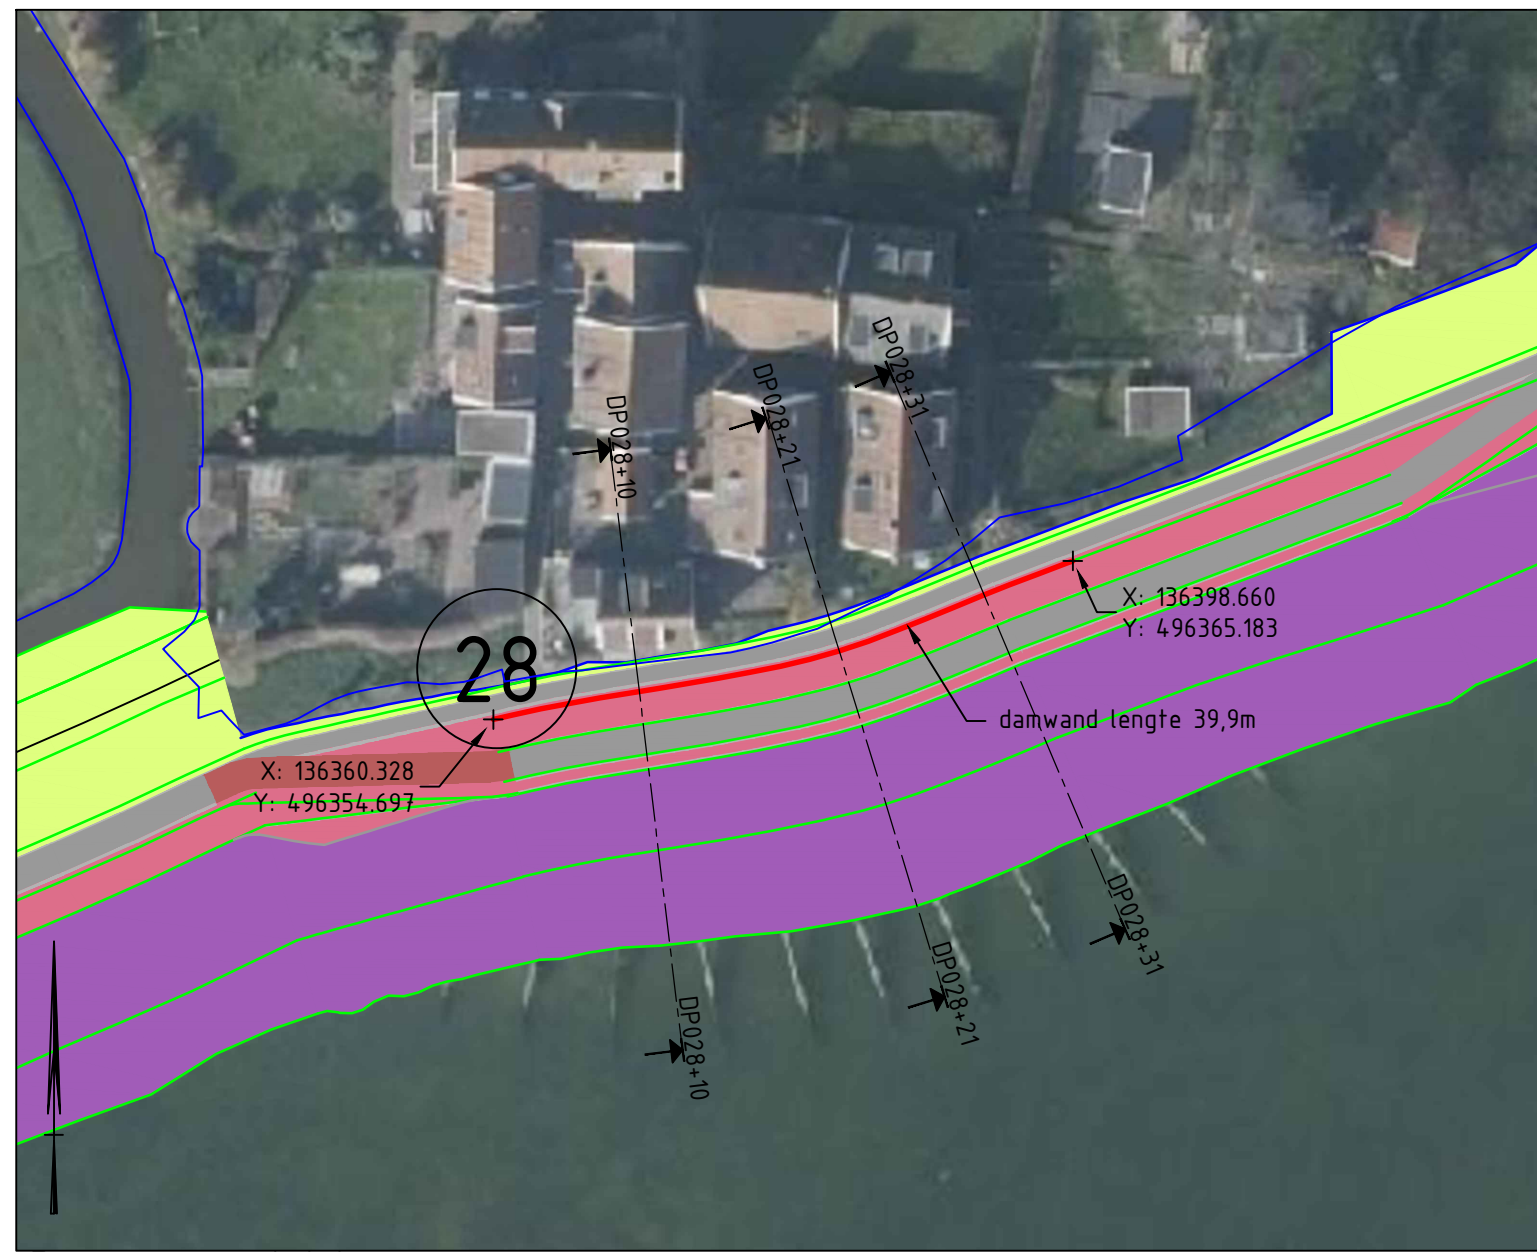 DP028+31
DP028+21
DP028+10
X: 136398.660
Y: 496365.183
28
damwand lengte 39,9m
X: 136360.328
Y: 496354.697
DP028+31
DP028+21
DP028+10